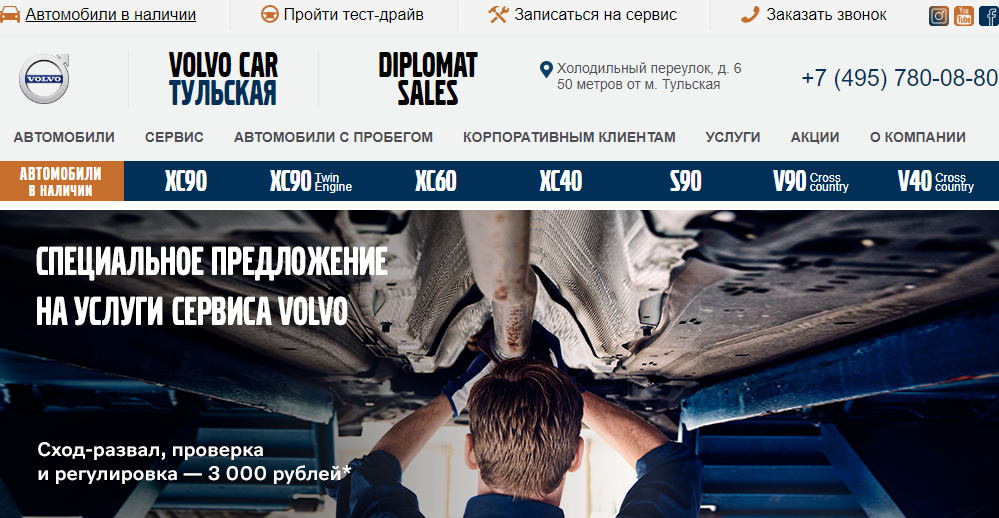 Автомобили в наличии
Пройти тест-драйв
Записаться на сервис
Заказать звонок
You
Tube
VOLVO
VOLVO CAR
ТУЛЬСКАЯ
DIPLOMAT
SALES
Холодильный переулок, д. 6
50 метров от м. Тульская
+7 (495) 780-08-80
АВТОМОБИЛИ
СЕРВИС
АВТОМОБИЛИ С ПРОБЕГОМ
КОРПОРАТИВНЫМ КЛИЕНТАМ
УСЛУГИ
АКЦИИ
О КОМПАНИИ
АВТОМОБИЛИ
В НАЛИЧИИ
XC90
XC90 Twin
Engine
XC60
XC40
S90
V90 Cross
country
V40 Cross
country
СПЕЦИАЛЬНОЕ ПРЕДЛОЖЕНИЕ
НА УСЛУГИ СЕРВИСА VOLVO
Сход-развал, проверка
и регулировка — 3 000 рублей*